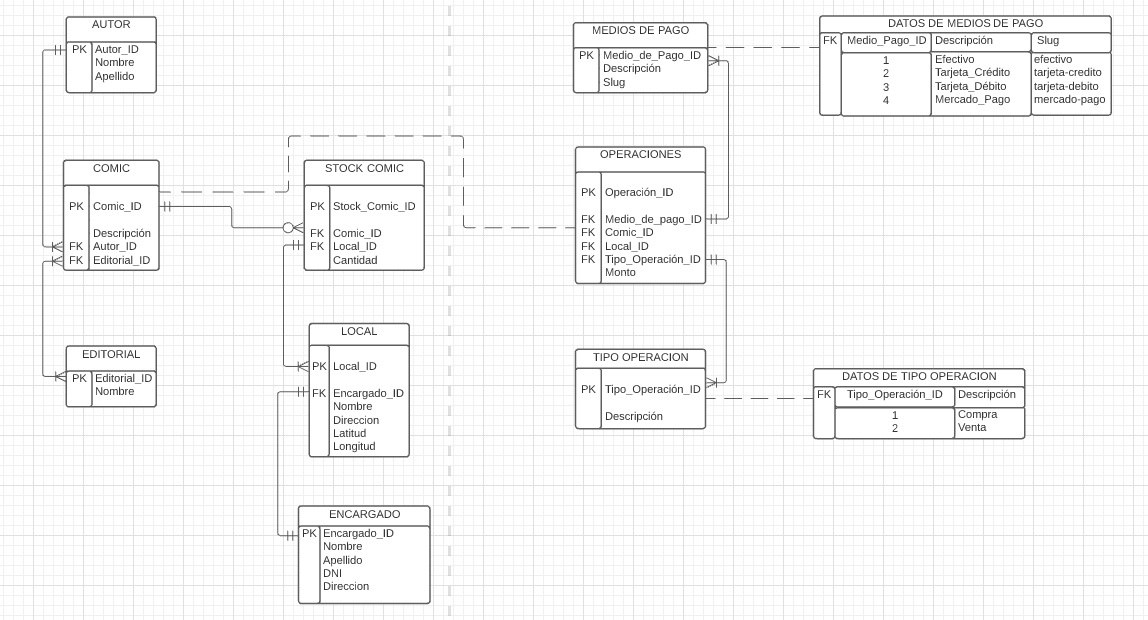 AUTOR
PK Autor_ID
Nombre
Apellido
COMIC
PK Comic_ID
Descripción
FK Autor_ID
FK Editorial_ID
EDITORIAL
PK Editorial_ID
Nombre
STOCK COMIC
PK Stock_Comic_ID
FK Comic_ID
FK Local_ID
Cantidad
LOCAL
PK Local_ID
FK Encargado_ID
Nombre
Direccion
Latitud
Longitud
ENCARGADO
PK Encargado_ID
Nombre
Apellido
DNI
Direccion
MEDIOS DE PAGO
PK Medio_de_Pago_ID
Descripción
Slug
OPERACIONES
PK Operación_ID
FK Medio_de_pago_ID
FK Comic_ID
FK Local_ID
FK Tipo_Operación_ID
Monto
TIPO OPERACION
PK Tipo_Operación_ID
Descripción
DATOS DE MEDIOS DE PAGO
FK Medio_Pago_ID Descripción Slug
1 Efectivo efectivo
2 Tarjeta_Crédito tarjeta-credito
3 Tarjeta_Débito tarjeta-debito
4 Mercado_Pago mercado-pago
DATOS DE TIPO OPERACION
FK Tipo_Operación_ID Descripción
1 Compra
2 Venta